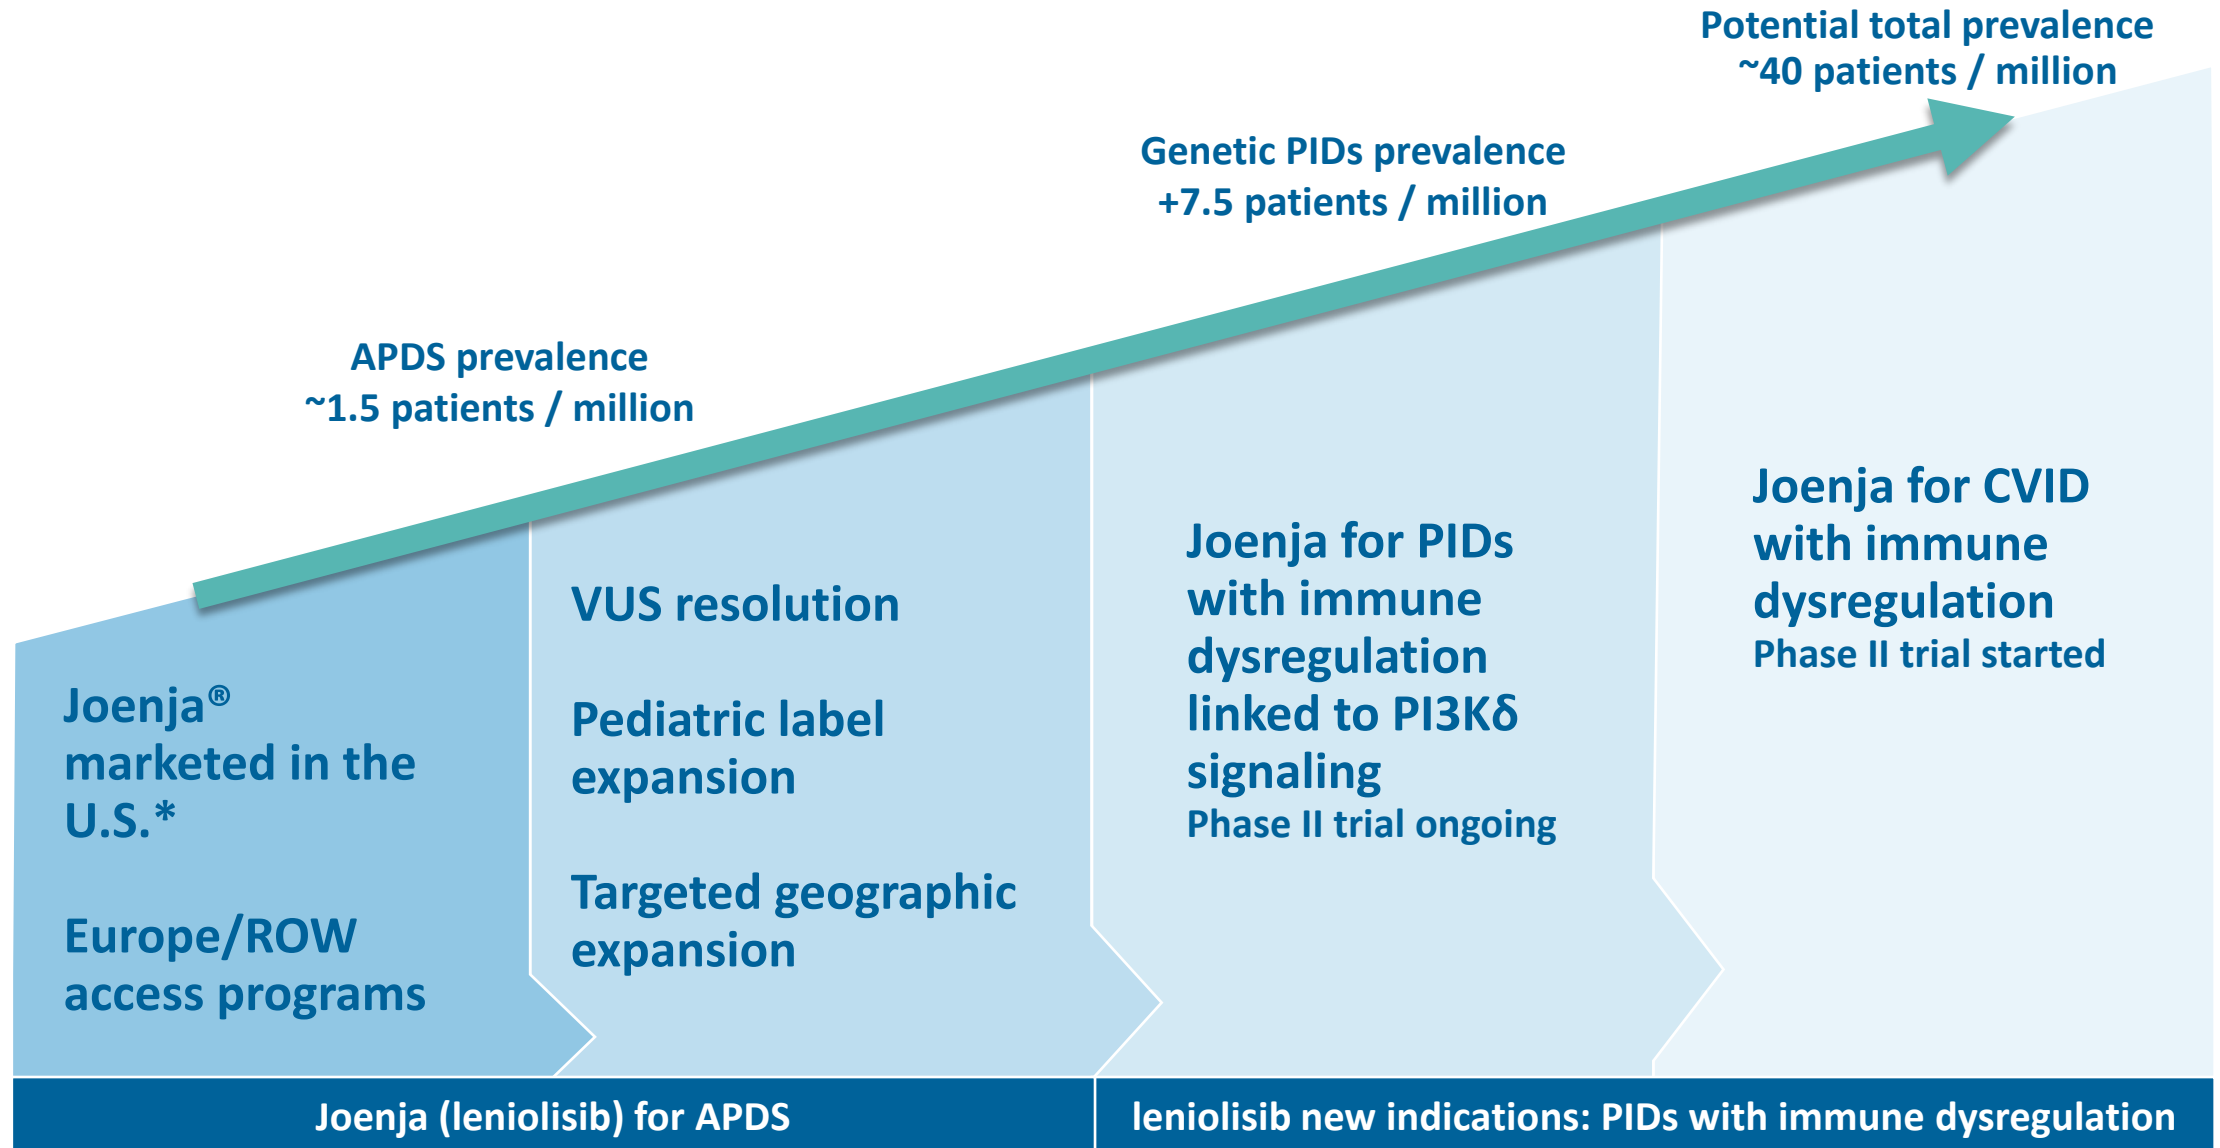 Potential total prevalence
~40 patients / million
Genetic PIDs prevalence
+7.5 patients / million
APDS prevalence
~1.5 patients / million
Joenja®
marketed in the
U.S.*
Europe/ROW
access programs
VUS resolution
Pediatric label
expansion
Targeted geographic
expansion
Joenja for PIDs
with immune
dysregulation
linked to PI3Kδ
signaling
Phase II trial ongoing
Joenja for CVID
with immune
dysregulation
Phase II trial started
Joenja (leniolisib) for APDS
leniolisib new indications: PIDs with immune dysregulation